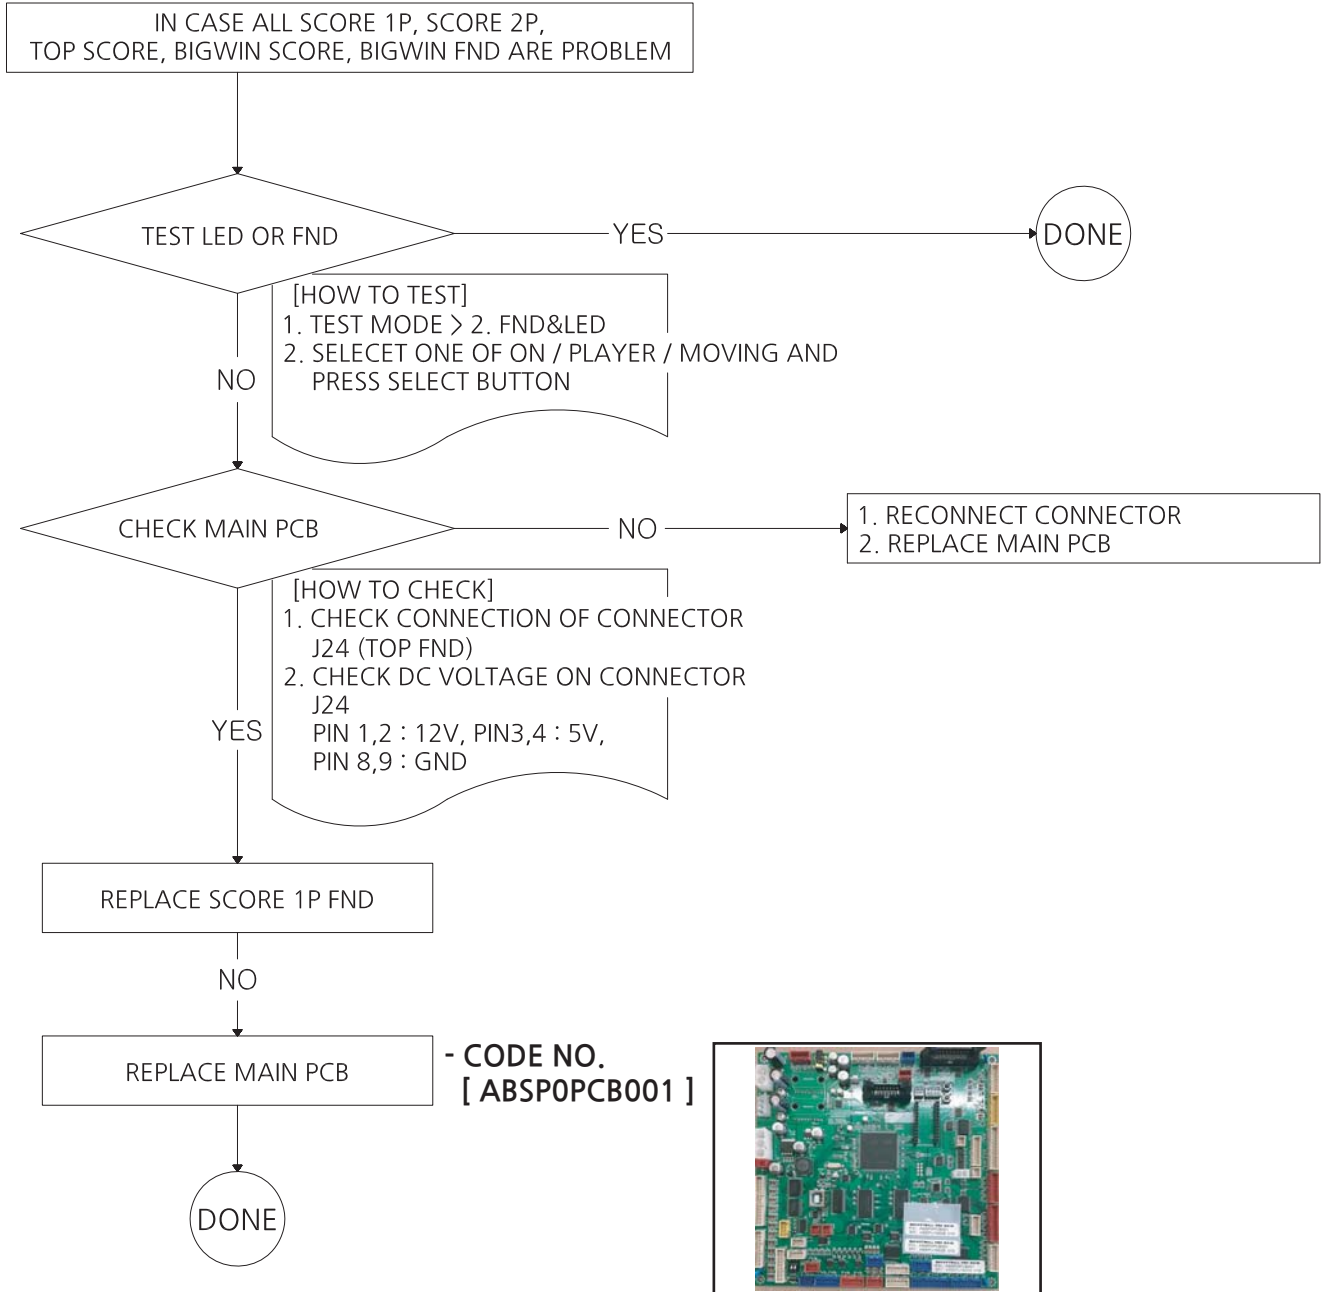 IN CASE ALL SCORE 1P, SCORE 2P,
TOP SCORE, BIGWIN SCORE, BIGWIN FND ARE PROBLEM
TEST LED OR FND
YES
DONE
[HOW TO TEST]
1. TEST MODE > 2. FND&LED
2. SELECET ONE OF ON / PLAYER / MOVING AND
PRESS SELECT BUTTON
NO
CHECK MAIN PCB
NO
1. RECONNECT CONNECTOR
2. REPLACE MAIN PCB
[HOW TO CHECK]
1. CHECK CONNECTION OF CONNECTOR
J24 (TOP FND)
2. CHECK DC VOLTAGE ON CONNECTOR
J24
PIN 1,2 : 12V, PIN3,4 : 5V,
PIN 8,9 : GND
YES
REPLACE SCORE 1P FND
NO
REPLACE MAIN PCB
- CODE NO.
[ ABSP0PCB001 ]
DONE